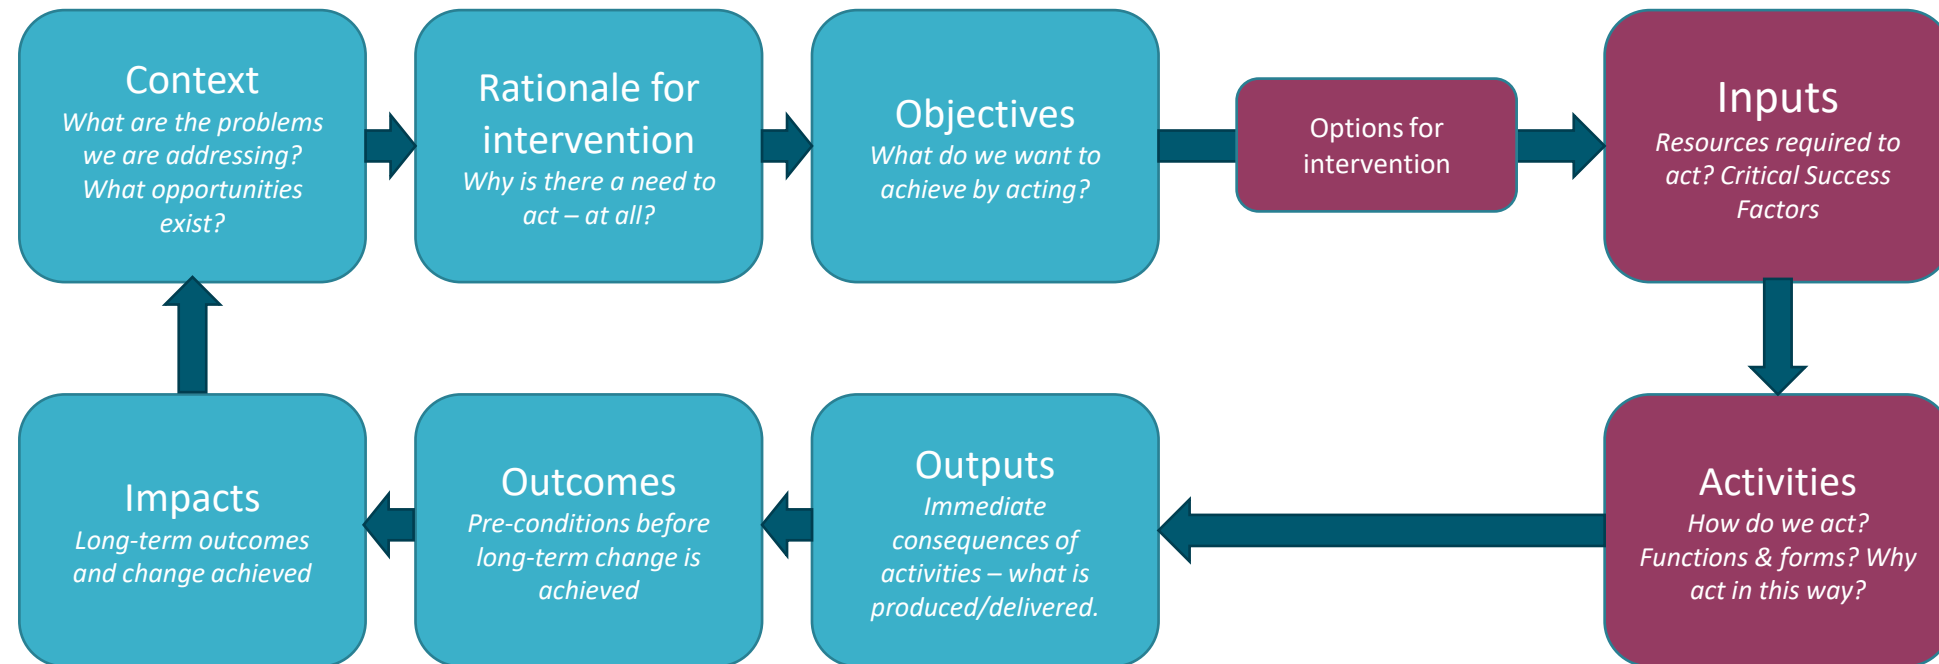 Context
What are the problems
we are addressing?
What opportunities
exist?
Rationale for
intervention
Why is there a need to
act – at all?
Objectives
What do we want to
achieve by acting?
Options for
intervention
Inputs
Resources required to
act? Critical Success
Factors
Impacts
Long-term outcomes
and change achieved
Outcomes
Pre-conditions before
long-term change is
achieved
Outputs
Immediate
consequences of
activities – what is
produced/delivered.
Activities
How do we act?
Functions & forms? Why
act in this way?